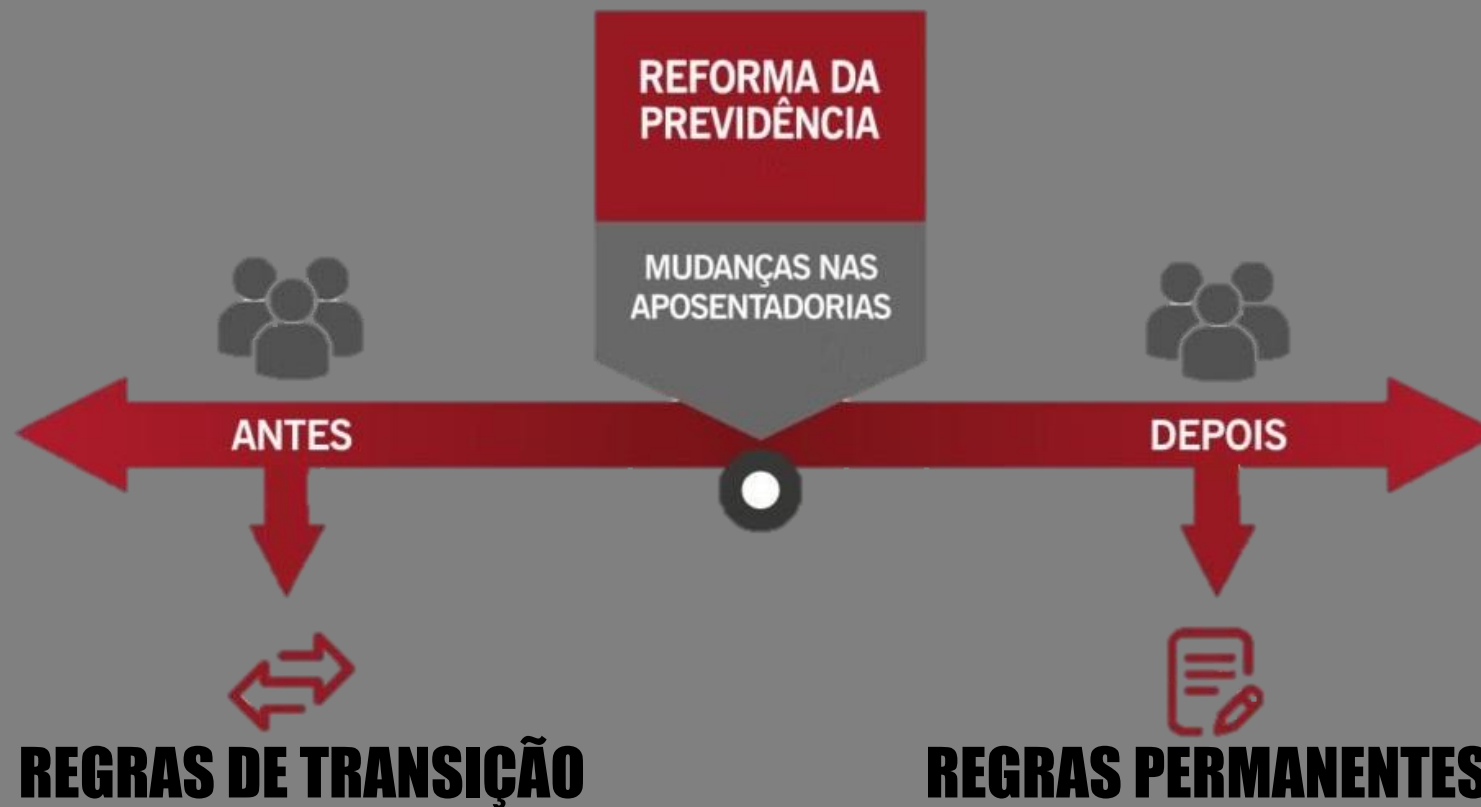 REFORMA DA
PREVIDÊNCIA
MUDANÇAS NAS
APOSENTADORIAS
ANTES
DEPOIS
REGRAS DE TRANSIÇÃO
REGRAS PERMANENTES